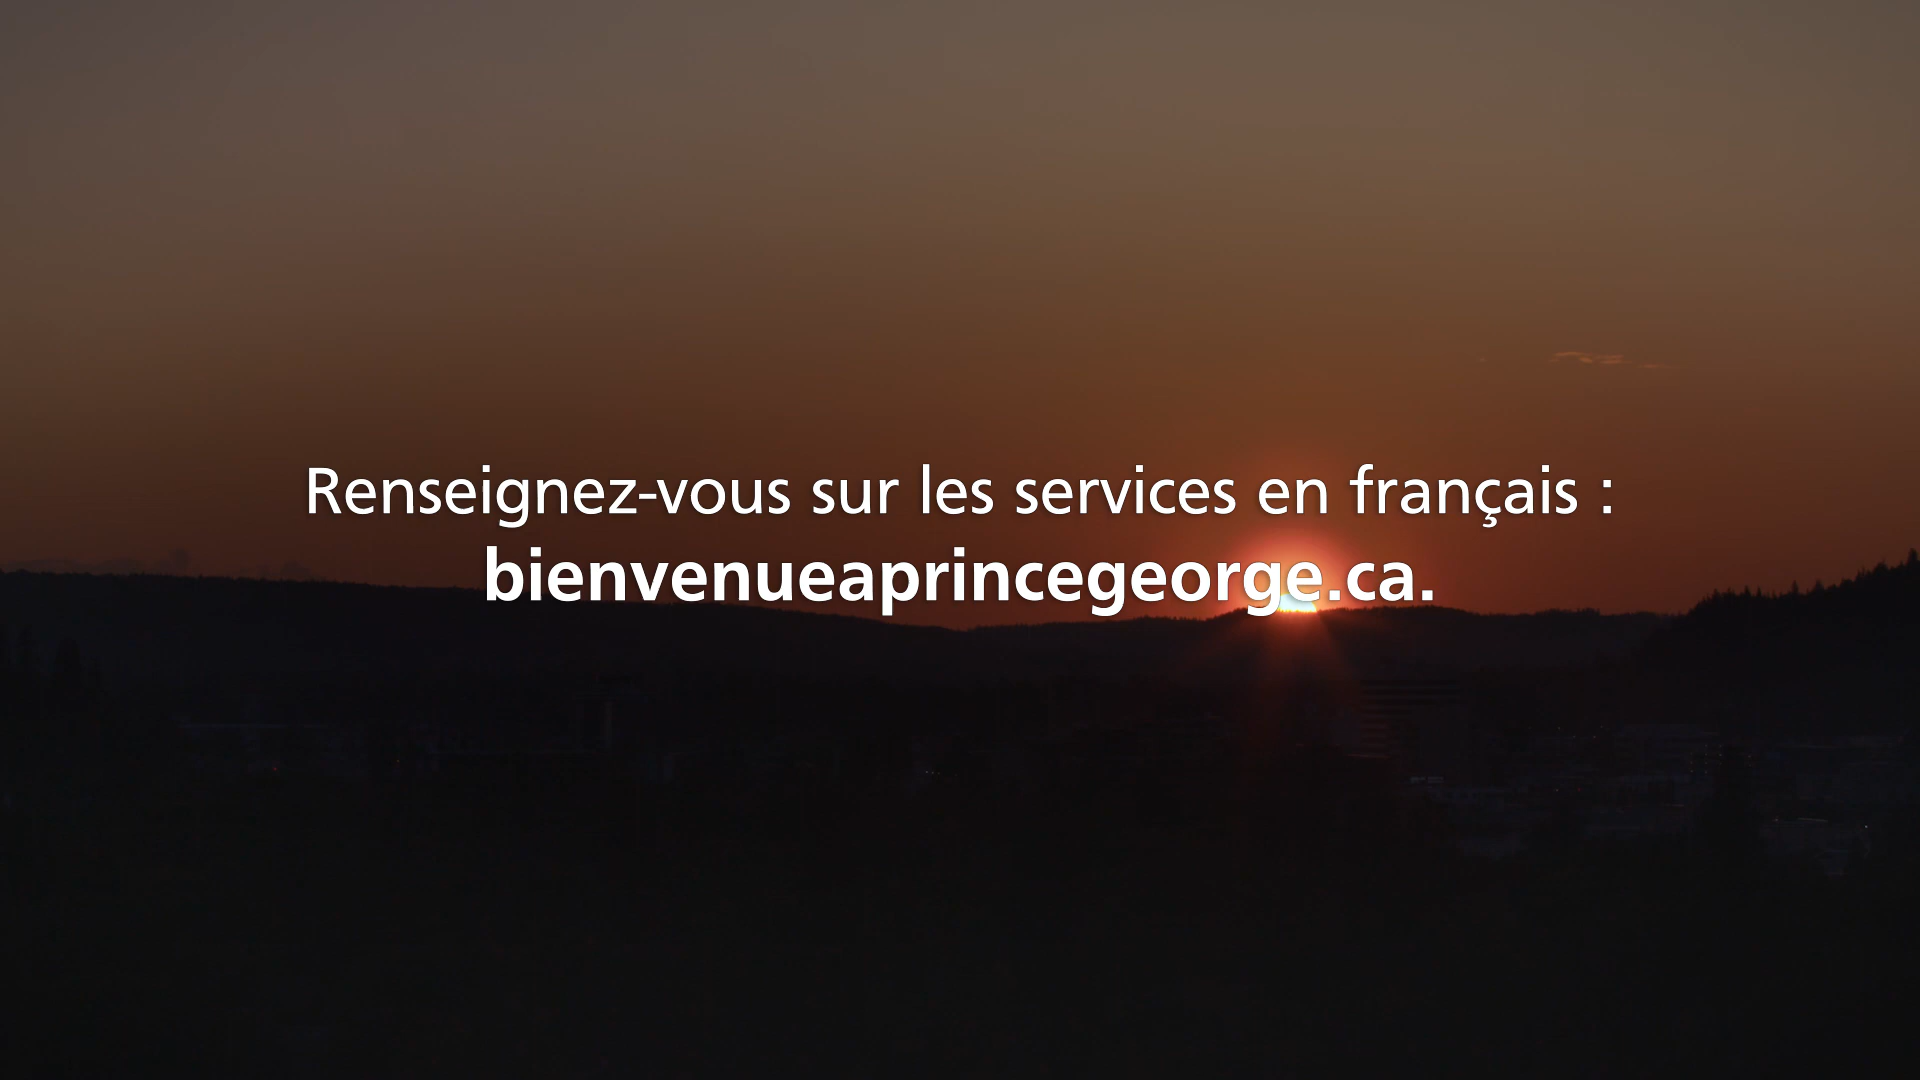 Renseignez-vous sur les services en français :
bienvenueaprincegeorge.ca.